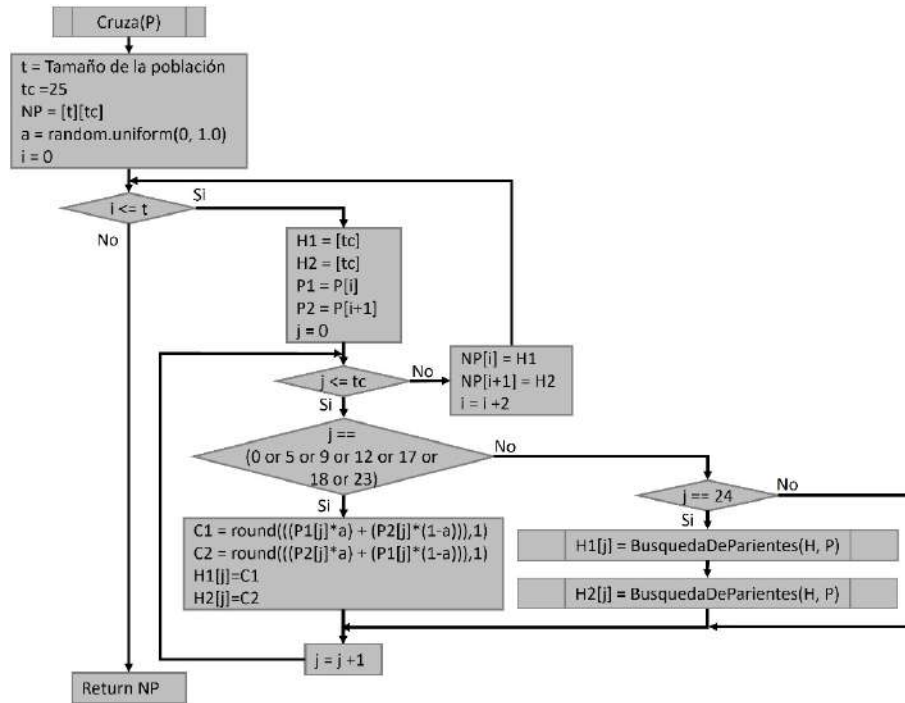 Cruza(P)
t = Tamaño de la población
tc =25
NP = [t][tc]
a = random.uniform(0, 1.0)
i = 0
Si
i <= t
No
H1 = [tc]
H2 = [tc]
P1 = P[i]
P2 = P[i+1]
j = 0
j <= tc
No
Si
NP[i] = H1
NP[i+1] = H2
i = i +2
j ==
(0 or 5 or 9 or 12 or 17 or
18 or 23)
No
Si
j == 24
No
Si
C1 = round(((P1[j]*a) + (P2[j]*(1-a))),1)
C2 = round(((P2[j]*a) + (P1[j]*(1-a))),1)
H1[j]=C1
H2[j]=C2
H1[j] = BusquedaDeParientes(H, P)
H2[j] = BusquedaDeParientes(H, P)
j = j +1
Return NP